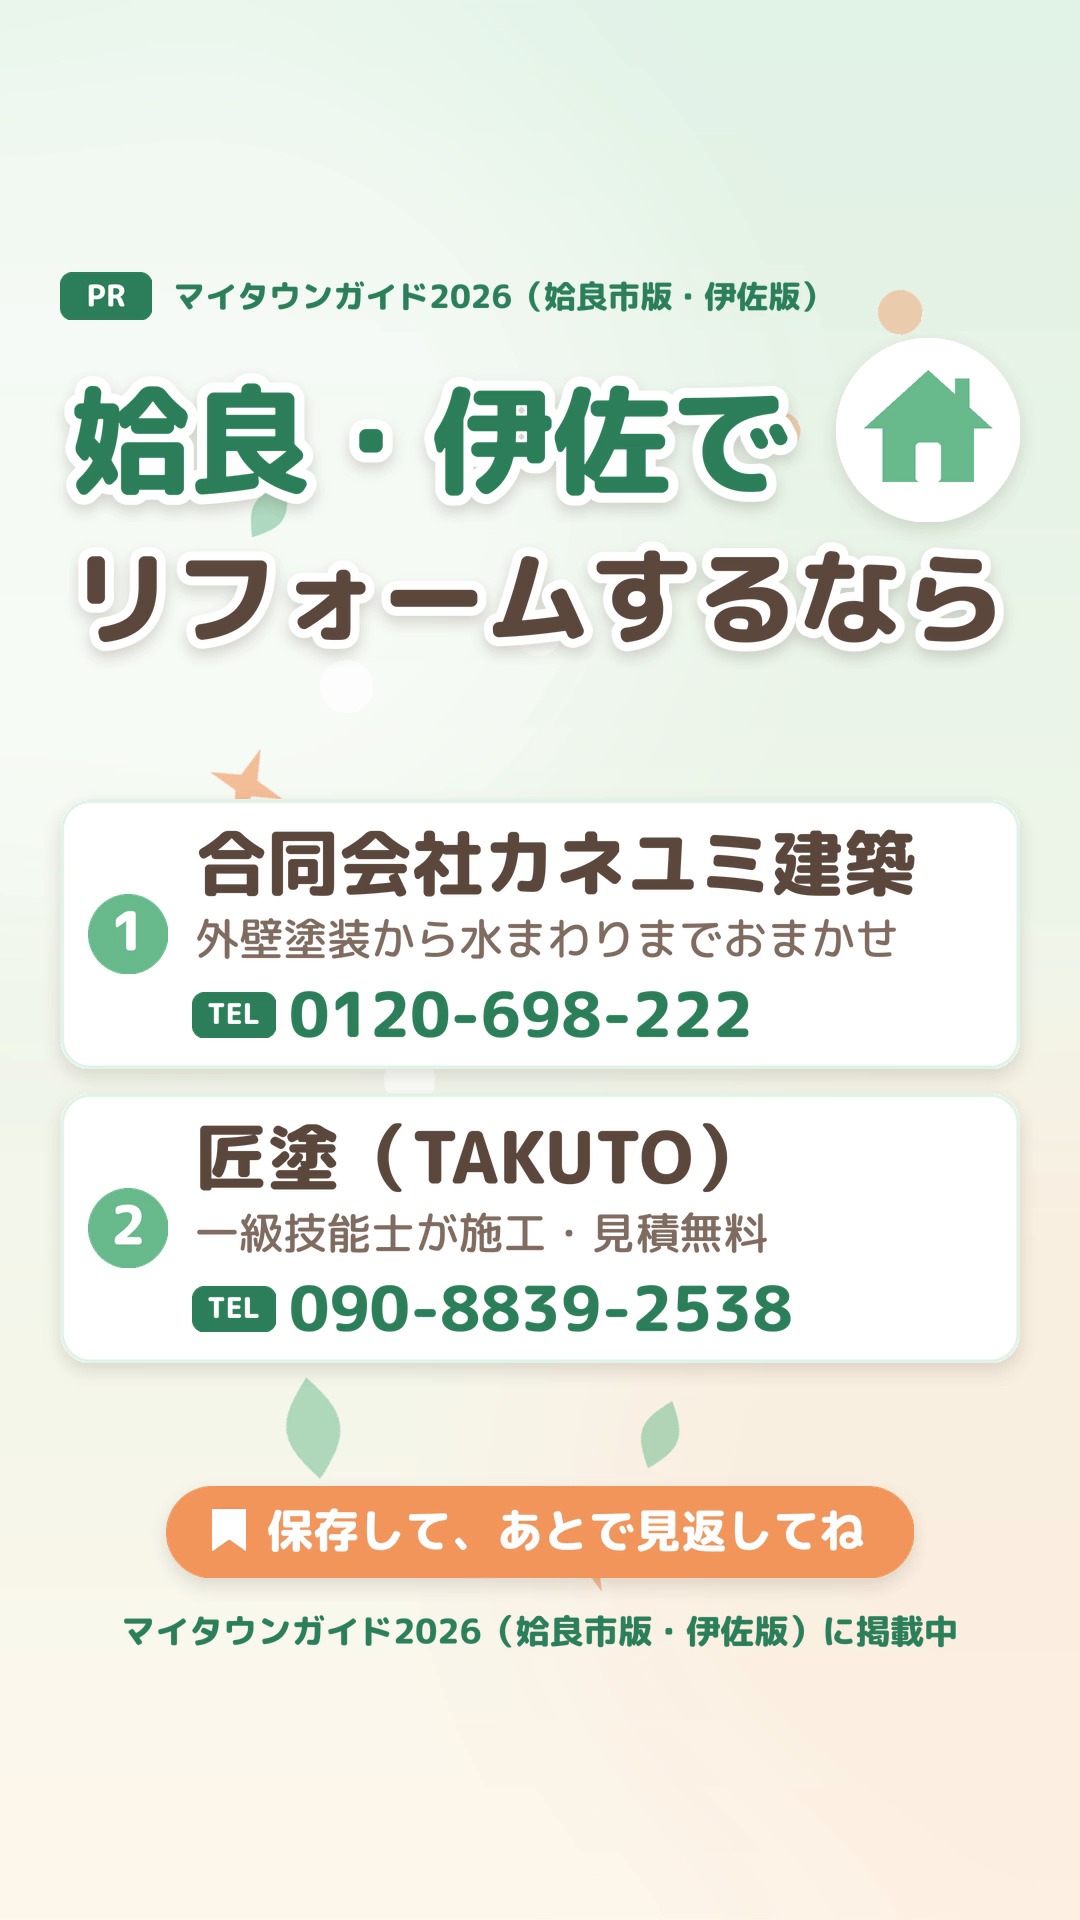 PR マイタウンガイド2026（姶良市版・伊佐版）
姶良・伊佐で
リフォームするなら
1
合同会社カネユミ建築
外壁塗装から水まわりまでおまかせ
TEL 0120-698-222
2
匠塗（TAKUTO）
一級技能士が施工・見積無料
TEL 090-8839-2538
保存して、あとで見返してね
マイタウンガイド2026（姶良市版・伊佐版）に掲載中